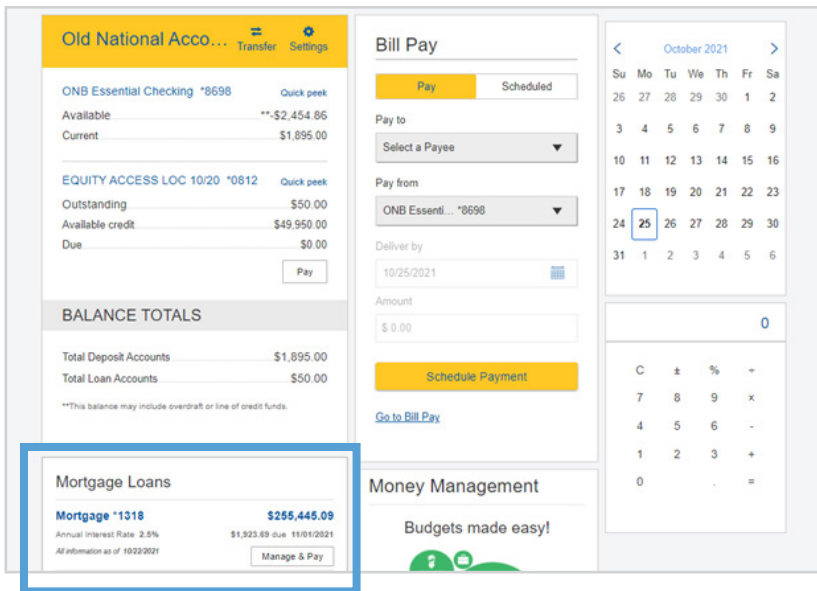 Old National Acco...
Transfer Settings
ONB Essential Checking *8698 Quick peek
Available **-$2,454.86
Current $1,895.00
EQUITY ACCESS LOC 10/20 *0812 Quick peek
Outstanding $50.00
Available credit $49,950.00
Due $0.00
Pay
BALANCE TOTALS
Total Deposit Accounts $1,895.00
Total Loan Accounts $50.00
**This balance may include overdraft or line of credit funds.
Mortgage Loans
Mortgage *1318 $255,445.09
Annual Interest Rate 2.5% $1,923.69 due 11/01/2021
All information as of 10/22/2021
Manage & Pay
Bill Pay
Pay Scheduled
Pay to
Select a Payee
Pay from
ONB Essenti... *8698
Deliver by
10/25/2021
Amount
$ 0.00
Schedule Payment
Go to Bill Pay
Money Management
Budgets made easy!
< October 2021 >
Su Mo Tu We Th Fr Sa
26 27 28 29 30 1 2
3 4 5 6 7 8 9
10 11 12 13 14 15 16
17 18 19 20 21 22 23
24 25 26 27 28 29 30
31 1 2 3 4 5 6
0
C ± % ÷
7 8 9 x
4 5 6 -
1 2 3 +
0 . =